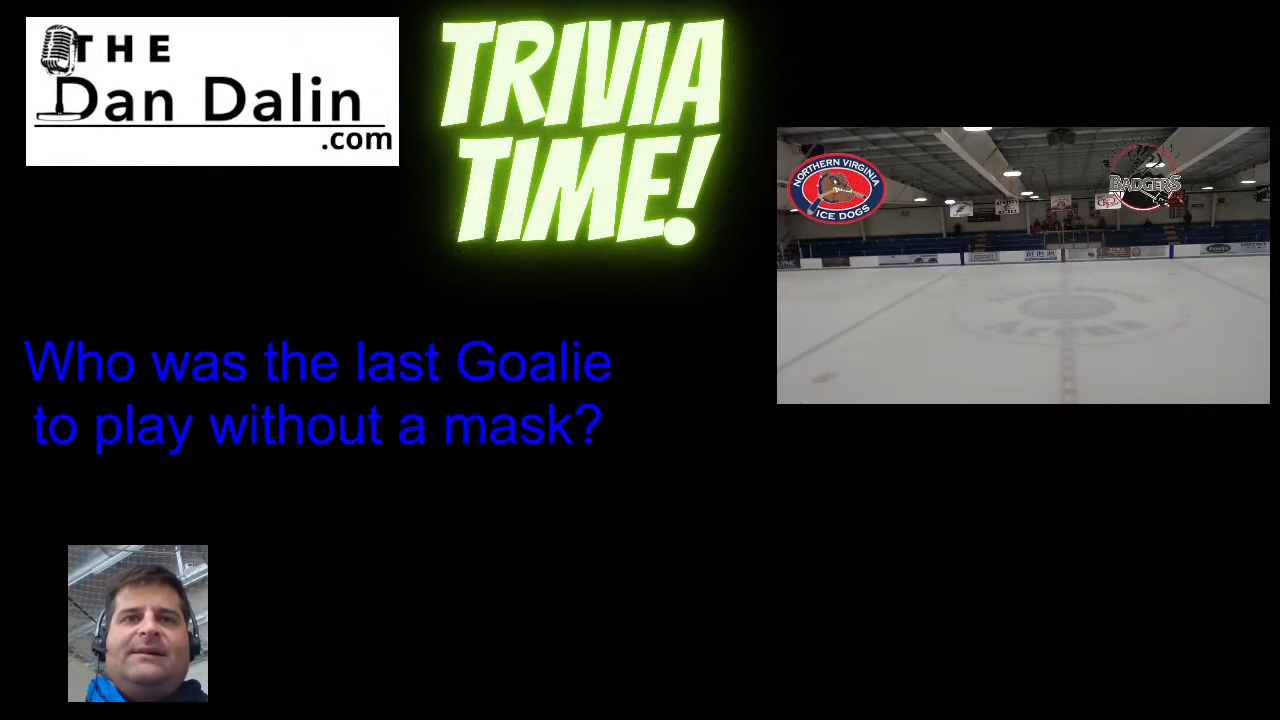 THE
Dan Dalin
.com
TRIVIA
TIME!
NORTHERN VIRGINIA
ICE DOGS
BADGERS
Who was the last Goalie
to play without a mask?